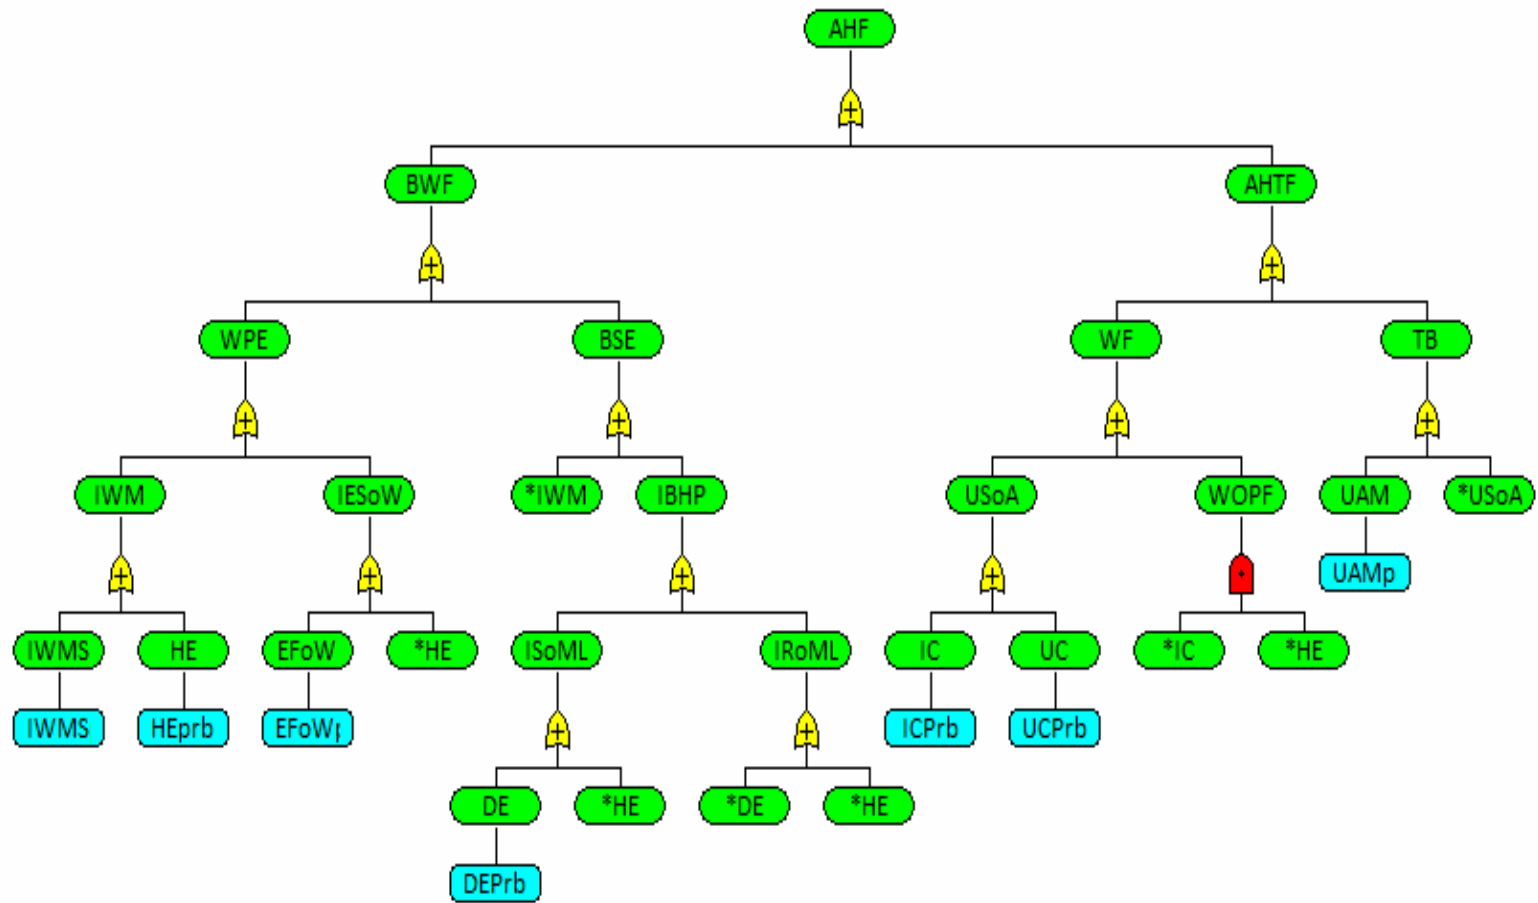 AHF
BWF AHTF
WPE BSE WF TB
IWM IESoW *IWM IBHP USoA WOPF UAM *USoA
UAMp
IWMS HE EFoW *HE ISoML IRoML IC UC *IC *HE
IWMS HEprb EFoWp ICPrb UCPrb
DE *HE *DE *HE
DEPrb